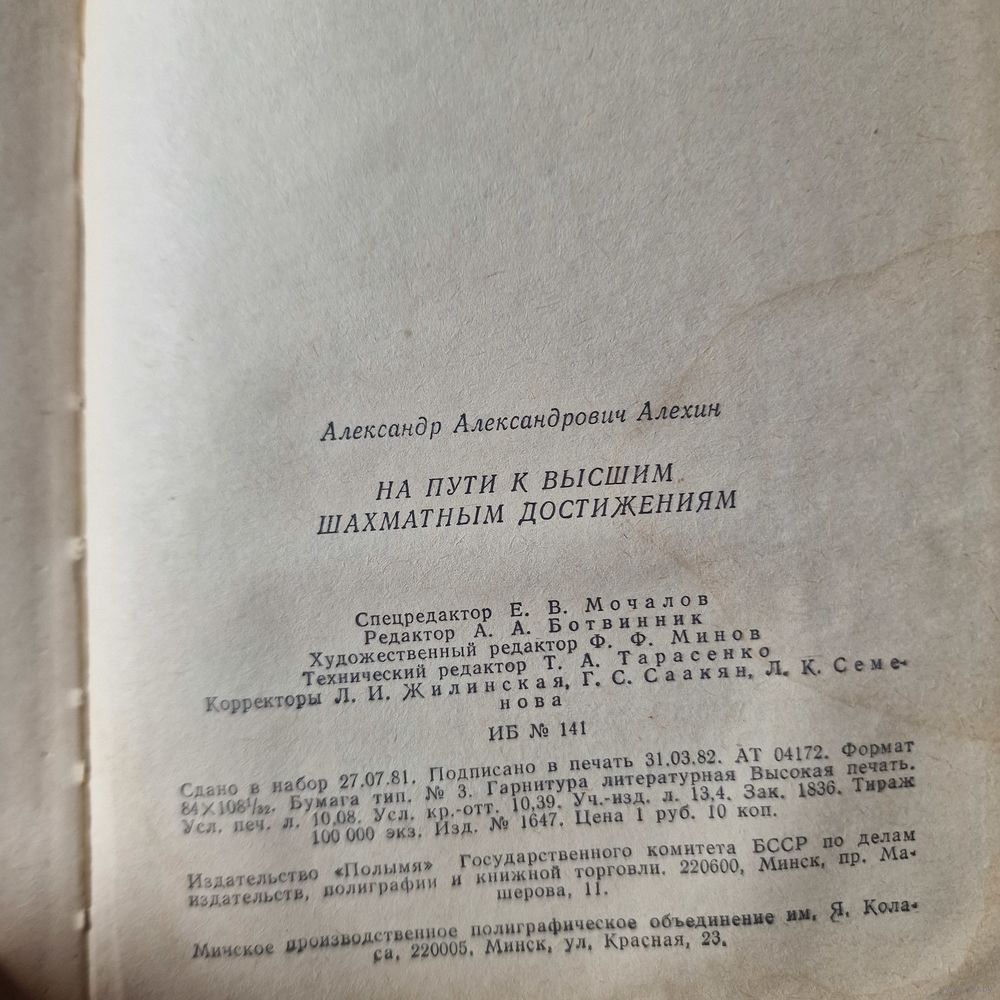 Александр Александрович Алехин
НА ПУТИ К ВЫСШИМ
ШАХМАТНЫМ ДОСТИЖЕНИЯМ
Спецредактор Е. В. Мочалов
Редактор А. А. Ботвинник
Художественный редактор Ф. Ф. Минов
Технический редактор Т. А. Тарасенко
Корректоры Л. И. Жилинская, Г. С. Саакян, Л. К. Семе-
нова
ИБ № 141
Сдано в набор 27.07.81. Подписано в печать 31.03.82. АТ 04172. Формат
84×108¹/₃₂. Бумага тип. № 3. Гарнитура литературная Высокая печать.
Усл. печ. л. 10,08. Усл. кр.-отт. 10,39. Уч.-изд. л. 13,4. Зак. 1836. Тираж
100 000 экз. Изд. № 1647. Цена 1 руб. 10 коп.
Издательство «Полымя» Государственного комитета БССР по делам
издательств, полиграфии и книжной торговли. 220600, Минск, пр. Ма-
шерова, 11.
Минское производственное полиграфическое объединение им. Я. Кола-
са. 220005. Минск, ул. Красная, 23.